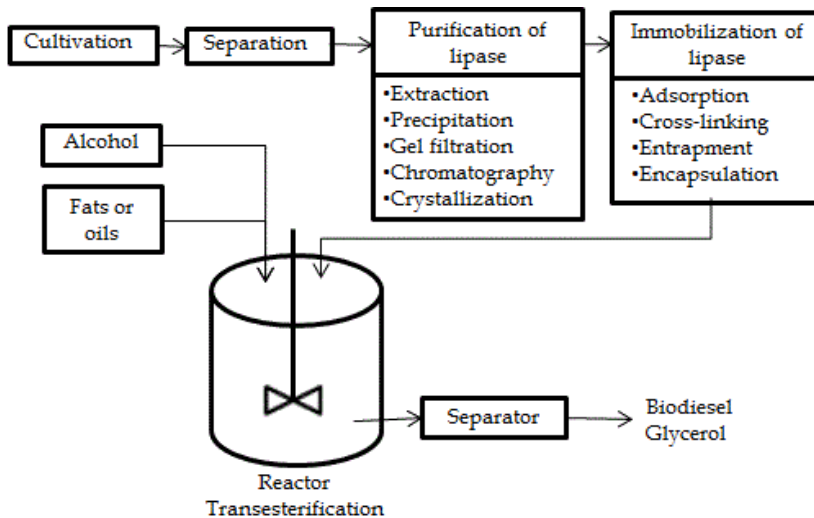 Cultivation
Separation
Purification of
lipase
•Extraction
•Precipitation
•Gel filtration
•Chromatography
•Crystallization
Immobilization of
lipase
•Adsorption
•Cross-linking
•Entrapment
•Encapsulation
Alcohol
Fats or
oils
Separator
Biodiesel
Glycerol
Reactor
Transesterification